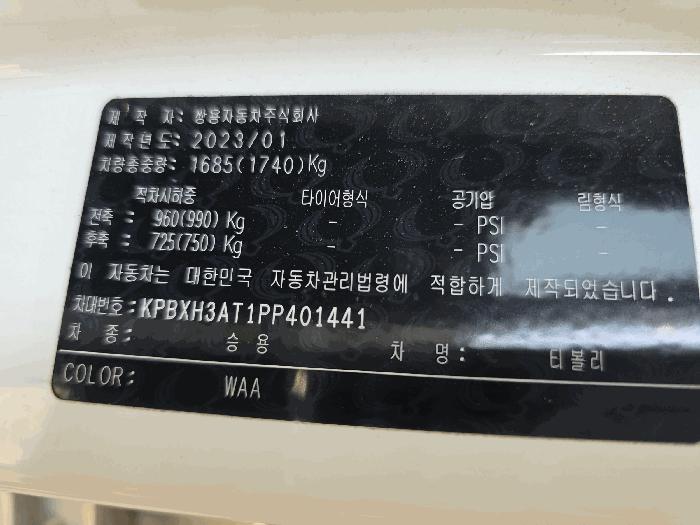 제 작 자: 쌍용자동차주식회사
제작년도: 2023/01
차량총중량: 1685(1740)Kg
적차시하중 타이어형식 공기압 림형식
전축 : 960(990) Kg - - PSI -
후축 : 725(750) Kg - - PSI -
이 자동차는 대한민국 자동차관리법령에 적합하게 제작되었습니다.
차대번호:KPBXH3AT1PP401441
차 종: 승용 차 명: 티볼리
COLOR: WAA